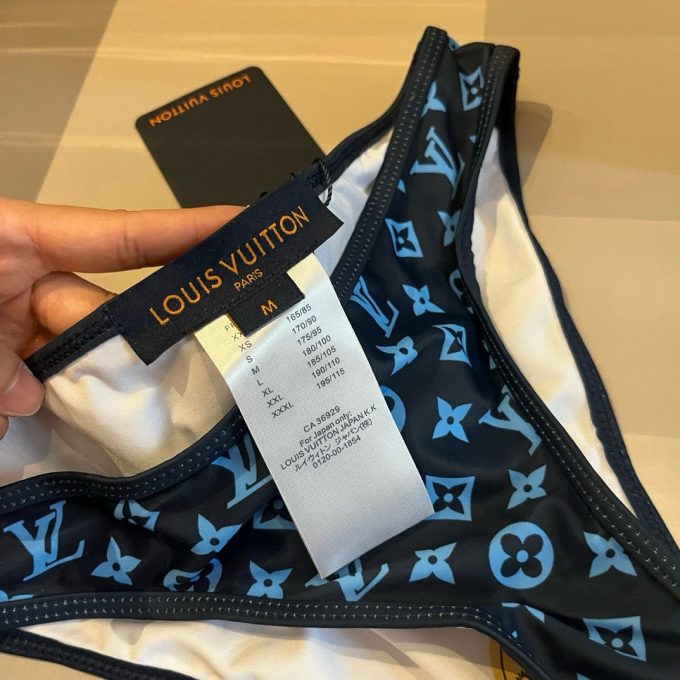 LOUIS VUITTON
LOUIS VUITTON
PARIS
M
165/85
XS 170/90
S 175/95
M 180/100
L 185/105
XL 190/110
XXL 195/115
XXXL
CA 36929
For Japan only:
LOUIS VUITTON JAPAN K.K
ルイ・ヴィトン ジャパン(株)
0120-00-1854